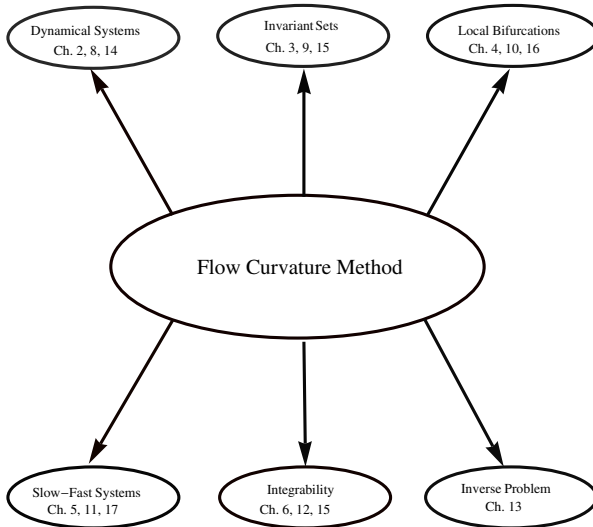 Dynamical Systems
Ch. 2, 8, 14
Invariant Sets
Ch. 3, 9, 15
Local Bifurcations
Ch. 4, 10, 16
Flow Curvature Method
Slow−Fast Systems
Ch. 5, 11, 17
Integrability
Ch. 6, 12, 15
Inverse Problem
Ch. 13